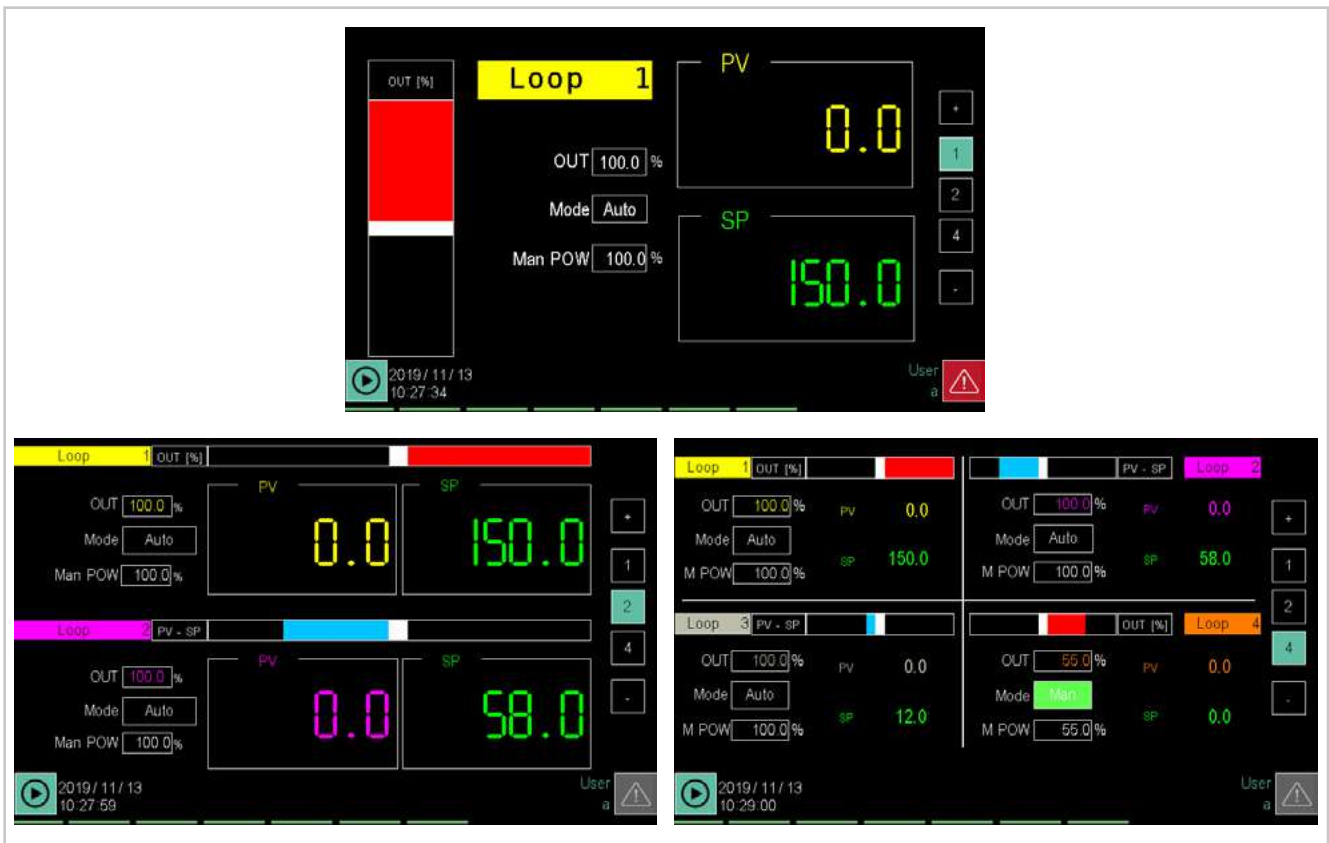 OUT [%]
Loop 1
PV
0.0
OUT 100.0 %
Mode Auto
Man POW 100.0 %
SP
150.0
+
1
2
4
-
2019/11/13
10:27:34
User
a
Loop 1 OUT [%]
OUT 100.0 %
Mode Auto
Man POW 100.0 %
PV
0.0
SP
150.0
Loop 2 PV - SP
OUT 100.0 %
Mode Auto
Man POW 100.0 %
PV
0.0
SP
58.0
+
1
2
4
-
2019/11/13
10:27:59
User
a
Loop 1 OUT [%]
OUT 100.0 %
Mode Auto
M POW 100.0 %
PV 0.0
SP 150.0
PV - SP Loop 2
OUT 100.0 %
Mode Auto
M POW 100.0 %
PV 0.0
SP 58.0
Loop 3 PV - SP
OUT 100.0 %
Mode Auto
M POW 100.0 %
PV 0.0
SP 12.0
OUT [%] Loop 4
OUT 55.0 %
Mode Man
M POW 55.0 %
PV 0.0
SP 0.0
+
1
2
4
-
2019/11/13
10:29:00
User
a